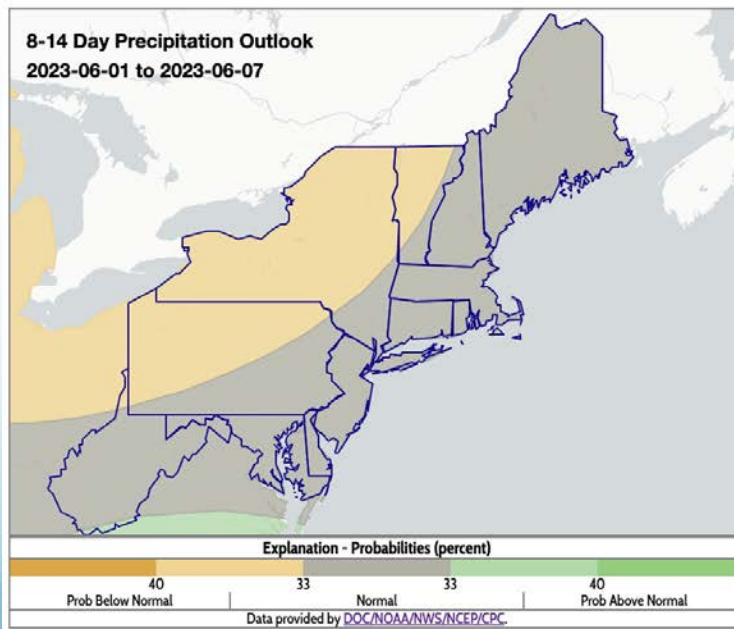 8-14 Day Precipitation Outlook
2023-06-01 to 2023-06-07
Explanation - Probabilities (percent)
40 33 33 40
Prob Below Normal | Normal | Prob Above Normal
Data provided by DOC/NOAA/NWS/NCEP/CPC.